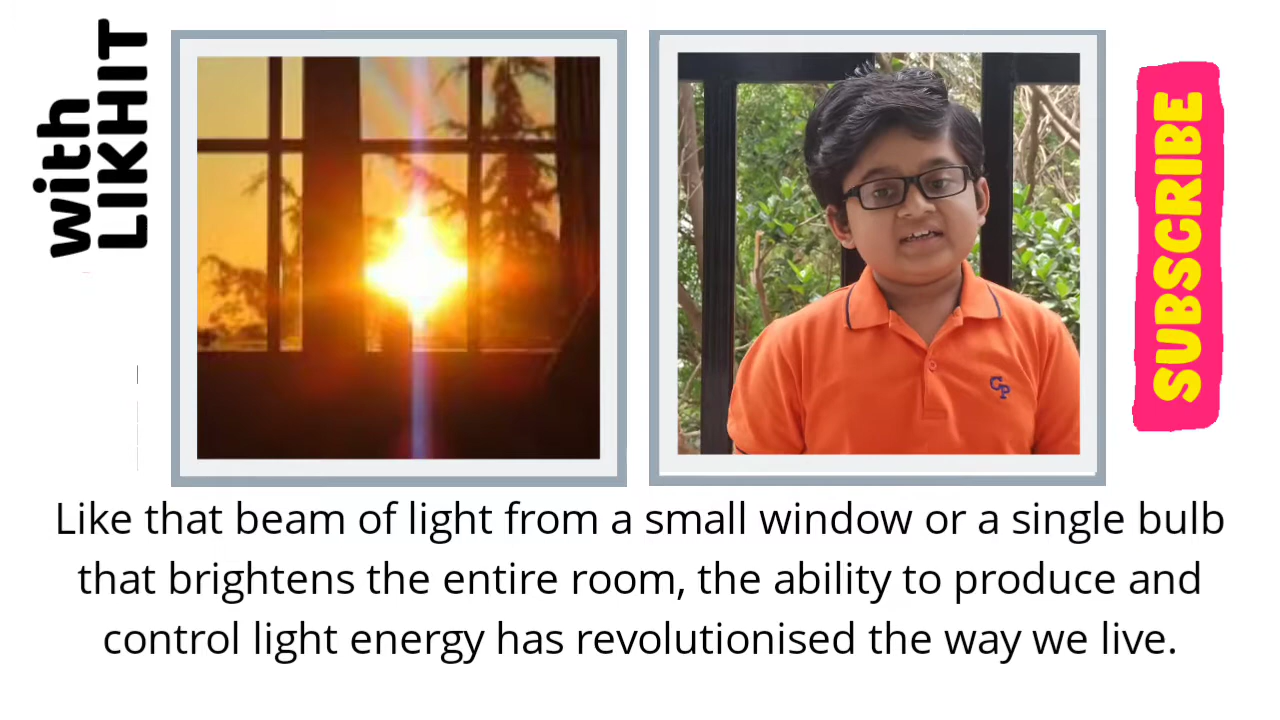 with
LIKHIT
CP
SUBSCRIBE
Like that beam of light from a small window or a single bulb
that brightens the entire room, the ability to produce and
control light energy has revolutionised the way we live.